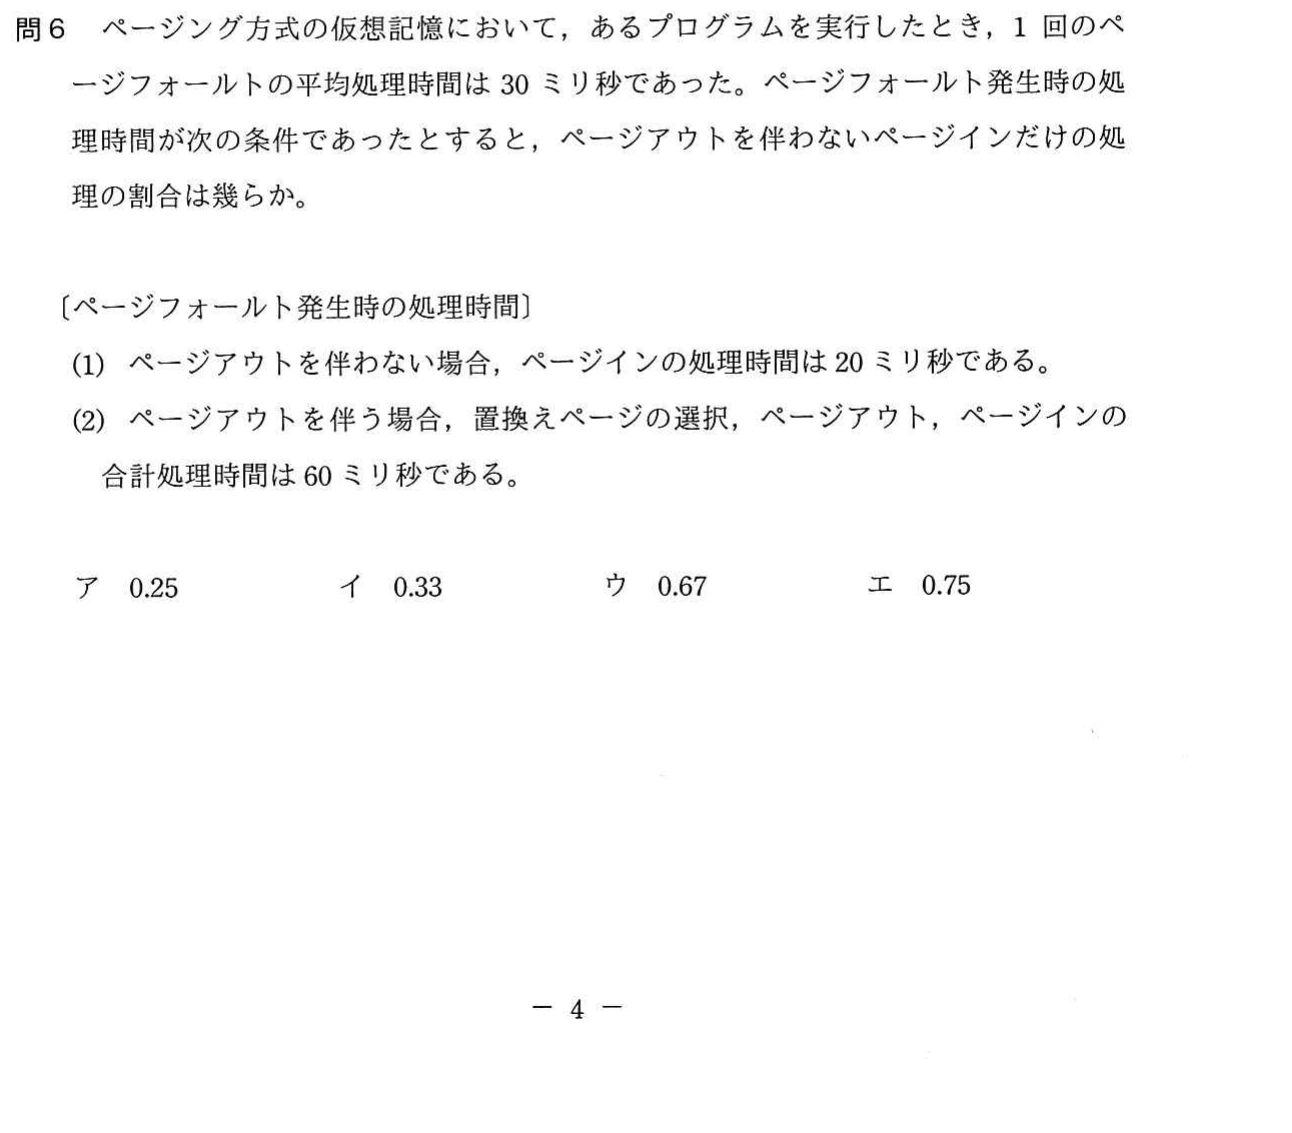 問6　ページング方式の仮想記憶において，あるプログラムを実行したとき，1 回のペ
ージフォールトの平均処理時間は 30 ミリ秒であった。ページフォールト発生時の処
理時間が次の条件であったとすると，ページアウトを伴わないページインだけの処
理の割合は幾らか。
〔ページフォールト発生時の処理時間〕
(1)　ページアウトを伴わない場合，ページインの処理時間は 20 ミリ秒である。
(2)　ページアウトを伴う場合，置換えページの選択，ページアウト，ページインの
合計処理時間は 60 ミリ秒である。
ア　0.25　イ　0.33　ウ　0.67　エ　0.75
－ 4 －